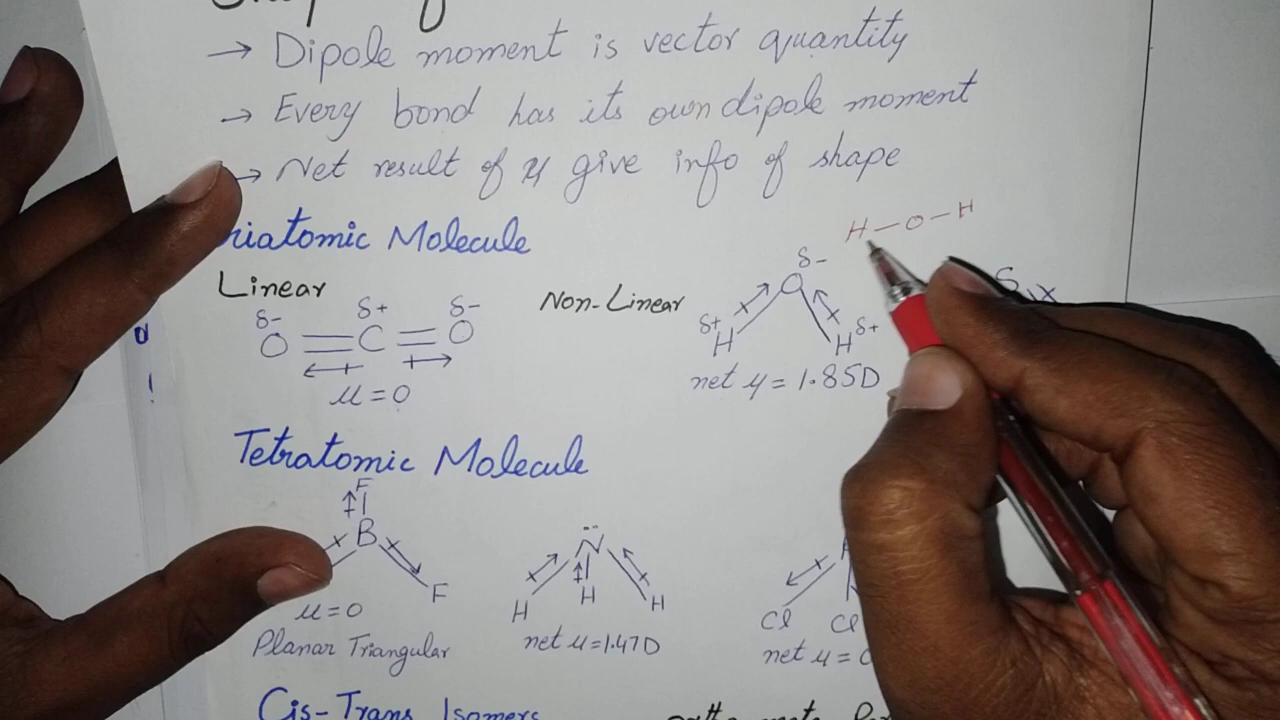 → Dipole moment is vector quantity
→ Every bond has its own dipole moment
→ Net result of μ give info of shape
riatomic Molecule
H–O–H
Linear
Non-Linear
δ- δ+ δ-
O=C=O
μ=0
δ-
O
δ+ H H δ+
net μ=1.85D
Tetratomic Molecule
F
B
F
μ=0
Planar Triangular
N
H H H
net μ=1.47D
Cl Cl
net μ=0
Cis-Trans Isomers